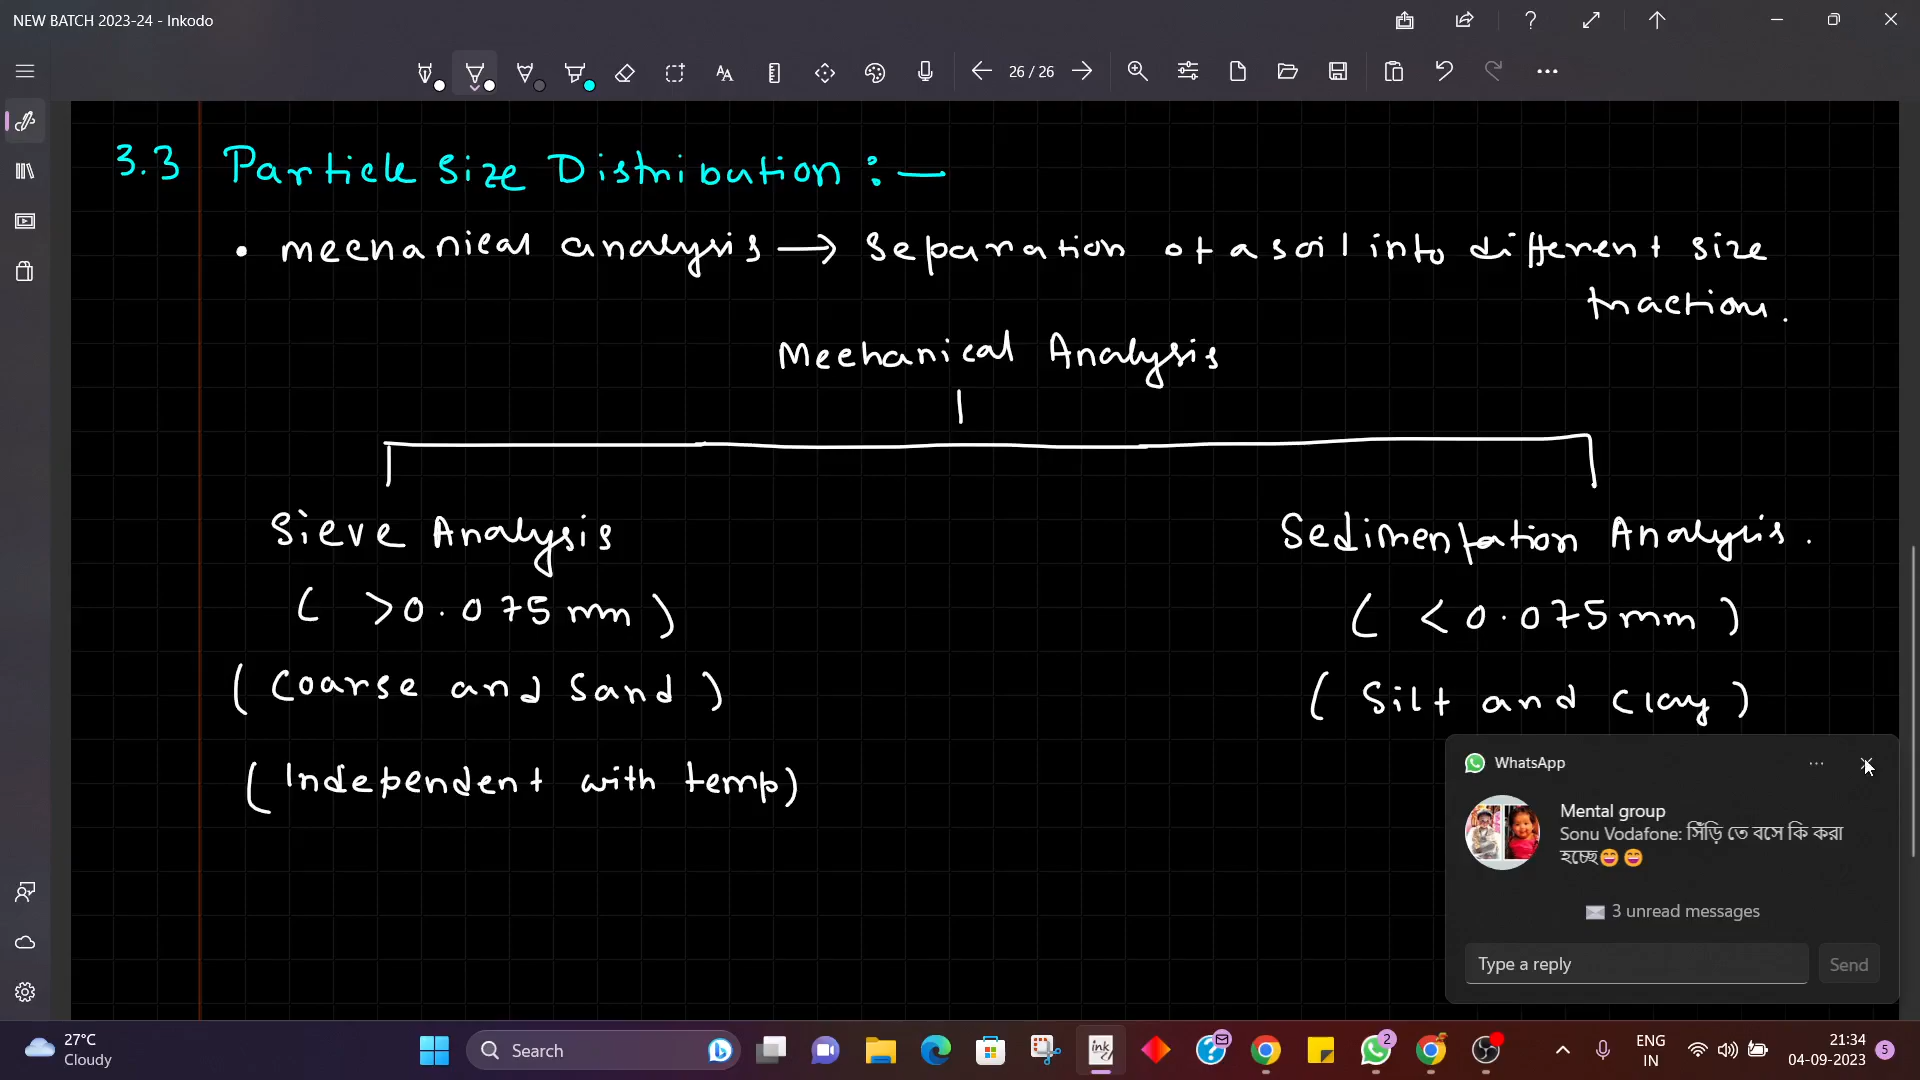 NEW BATCH 2023-24 - Inkodo
26 / 26
3.3 Particle Size Distribution :—
• mechanical analysis → Separation of a soil into different size
fraction.
Mechanical Analysis
Sieve Analysis
Sedimentation Analysis.
( >0.075 mm )
( <0.075 mm )
( Coarse and Sand )
( Silt and Clay )
( Independent with temp)
WhatsApp
Mental group
Sonu Vodafone: সিঁড়ি তে বসে কি করা
হচ্ছে😄 😄
3 unread messages
Type a reply
Send
27°C
Cloudy
Search
ink
2
ENG
IN
21:34
04-09-2023
5